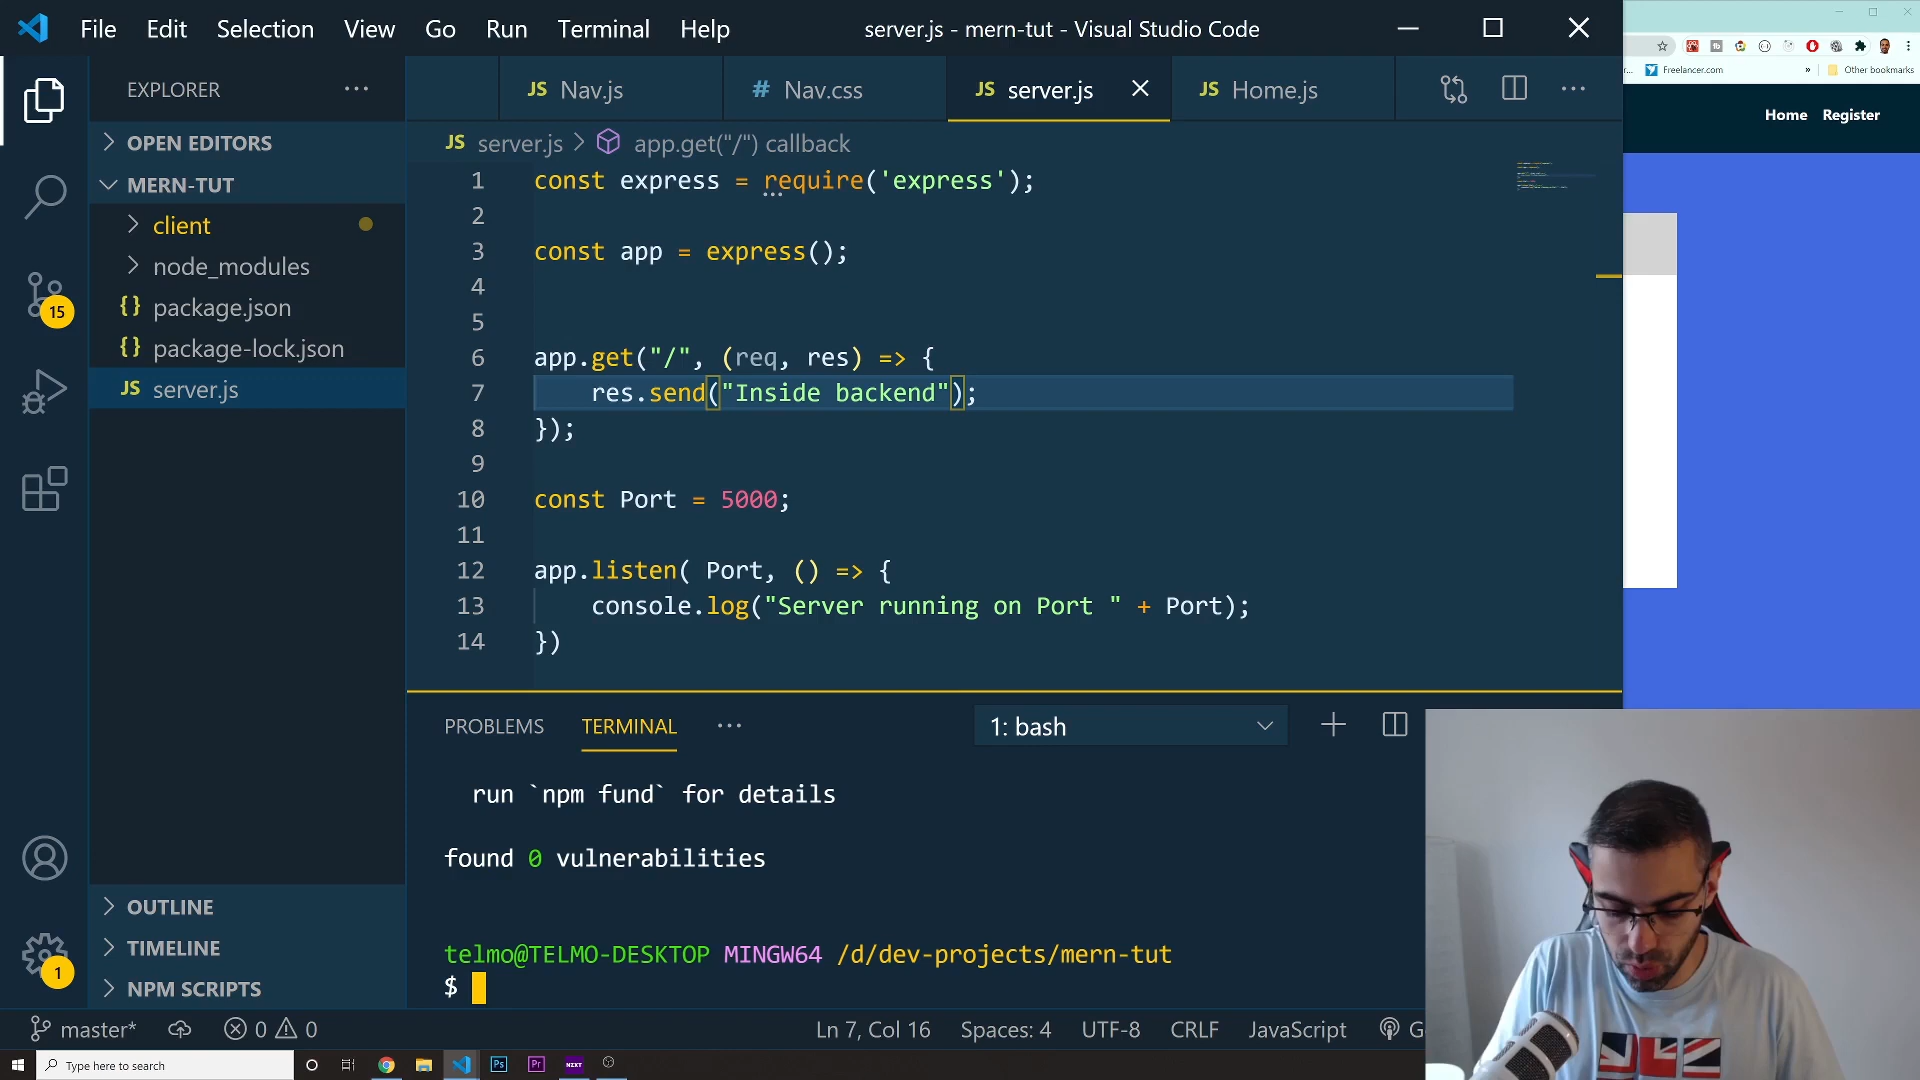 File Edit Selection View Go Run Terminal Help
server.js - mern-tut - Visual Studio Code
Freelancer.com
» Other bookmarks
Home Register
EXPLORER
OPEN EDITORS
MERN-TUT
client
node_modules
{} package.json
{} package-lock.json
JS server.js
15
OUTLINE
TIMELINE
NPM SCRIPTS
1
JS Nav.js
# Nav.css
JS server.js
JS Home.js
JS server.js > app.get("/") callback
1 const express = require('express');
2
3 const app = express();
4
5
6 app.get("/", (req, res) => {
7 res.send("Inside backend");
8 });
9
10 const Port = 5000;
11
12 app.listen( Port, () => {
13 console.log("Server running on Port " + Port);
14 })
PROBLEMS TERMINAL
1: bash
run `npm fund` for details
found 0 vulnerabilities
telmo@TELMO-DESKTOP MINGW64 /d/dev-projects/mern-tut
$
master* 0 0
Ln 7, Col 16 Spaces: 4 UTF-8 CRLF JavaScript G
Type here to search
Ps
Pr
NZXT